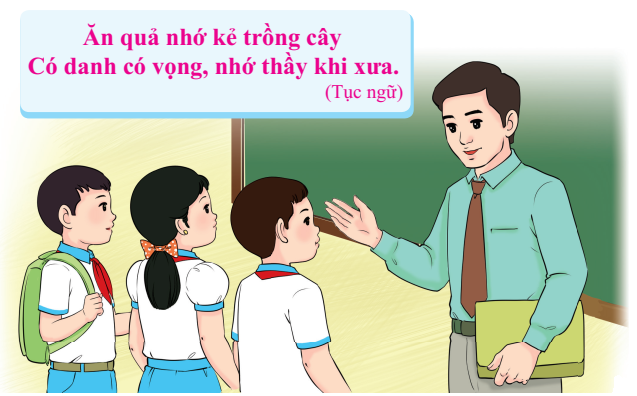 Ăn quả nhớ kẻ trồng cây
Có danh có vọng, nhớ thầy khi xưa.
(Tục ngữ)